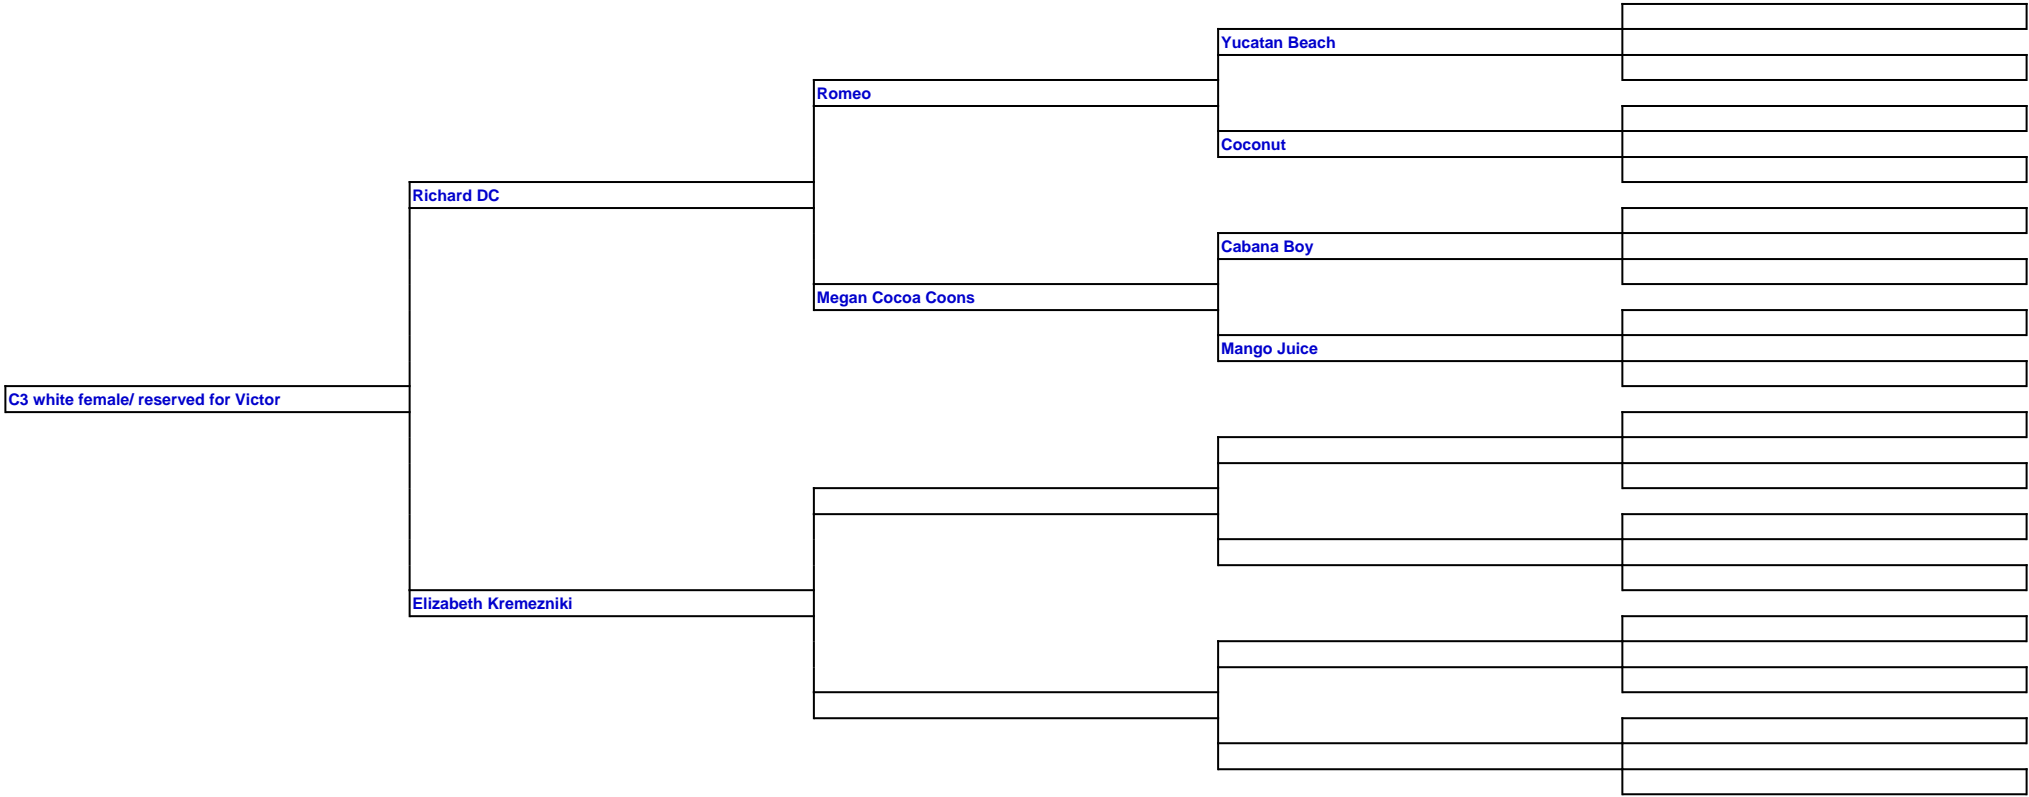 Yucatan Beach
Romeo
Coconut
Richard DC
Cabana Boy
Megan Cocoa Coons
Mango Juice
C3 white female/ reserved for Victor
Elizabeth Kremezniki